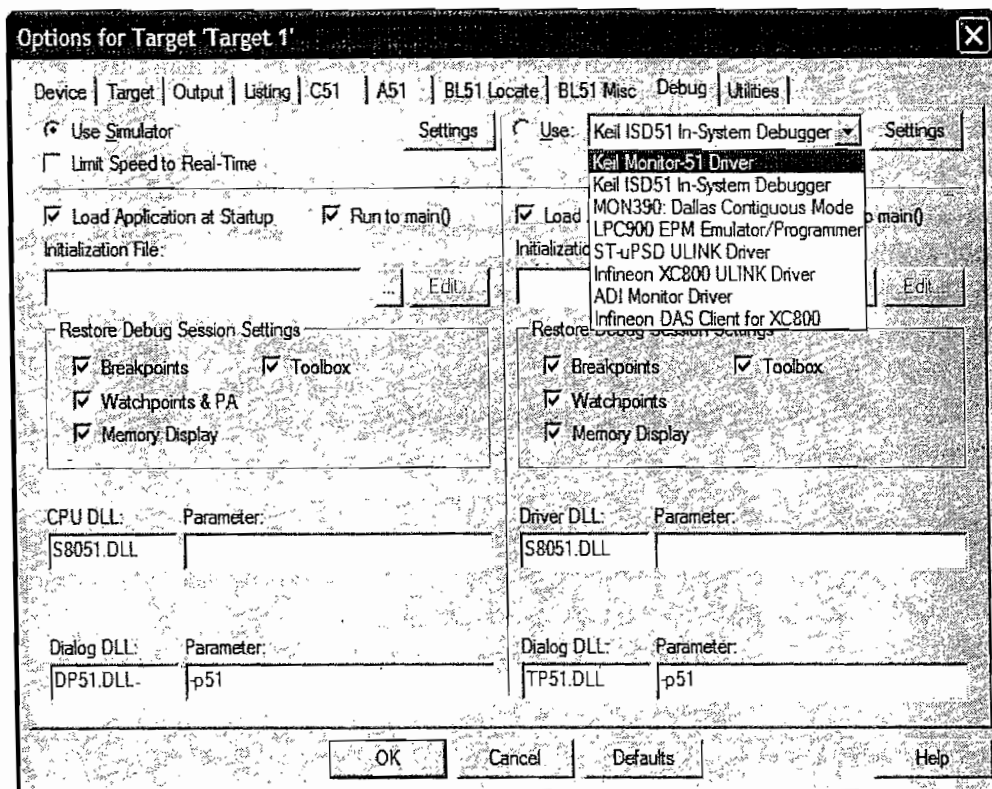 Options for Target 'Target 1'
Device Target Output Listing C51 A51 BL51 Locate BL51 Misc Debug Utilities
Use Simulator Settings Use: Keil ISD51 In-System Debugger Settings
Limit Speed to Real-Time
Keil Monitor-51 Driver
Keil ISD51 In-System Debugger
MON390: Dallas Contiguous Mode
LPC900 EPM Emulator/Programmer
ST-uPSD ULINK Driver
Infineon XC800 ULINK Driver
ADI Monitor Driver
Infineon DAS Client for XC800
Load Application at Startup Run to main() Load main()
Initialization File:
... Edit... Edit...
Restore Debug Session Settings Restore Debug Session Settings
Breakpoints Toolbox Breakpoints Toolbox
Watchpoints & PA Watchpoints
Memory Display Memory Display
CPU DLL: Parameter: Driver DLL: Parameter:
S8051.DLL S8051.DLL
Dialog DLL: Parameter: Dialog DLL: Parameter:
DP51.DLL -p51 TP51.DLL -p51
OK Cancel Defaults Help